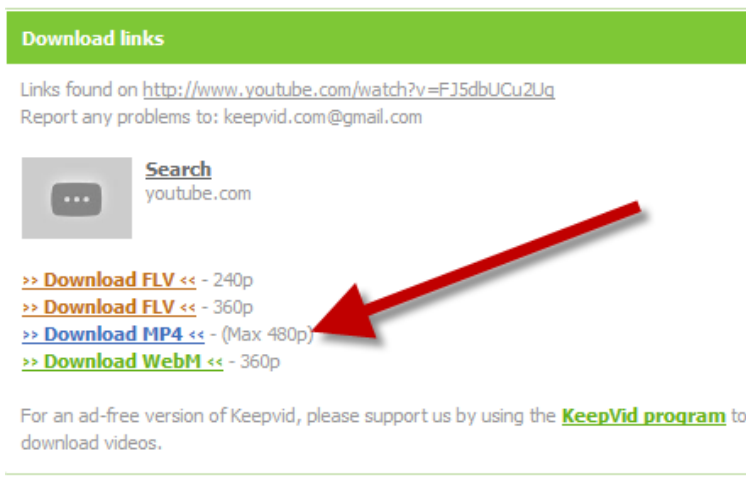 Download links
Links found on http://www.youtube.com/watch?v=FJ5dbUCu2Ug
Report any problems to: keepvid.com@gmail.com
Search
youtube.com
>> Download FLV << - 240p
>> Download FLV << - 360p
>> Download MP4 << - (Max 480p)
>> Download WebM << - 360p
For an ad-free version of Keepvid, please support us by using the KeepVid program to
download videos.